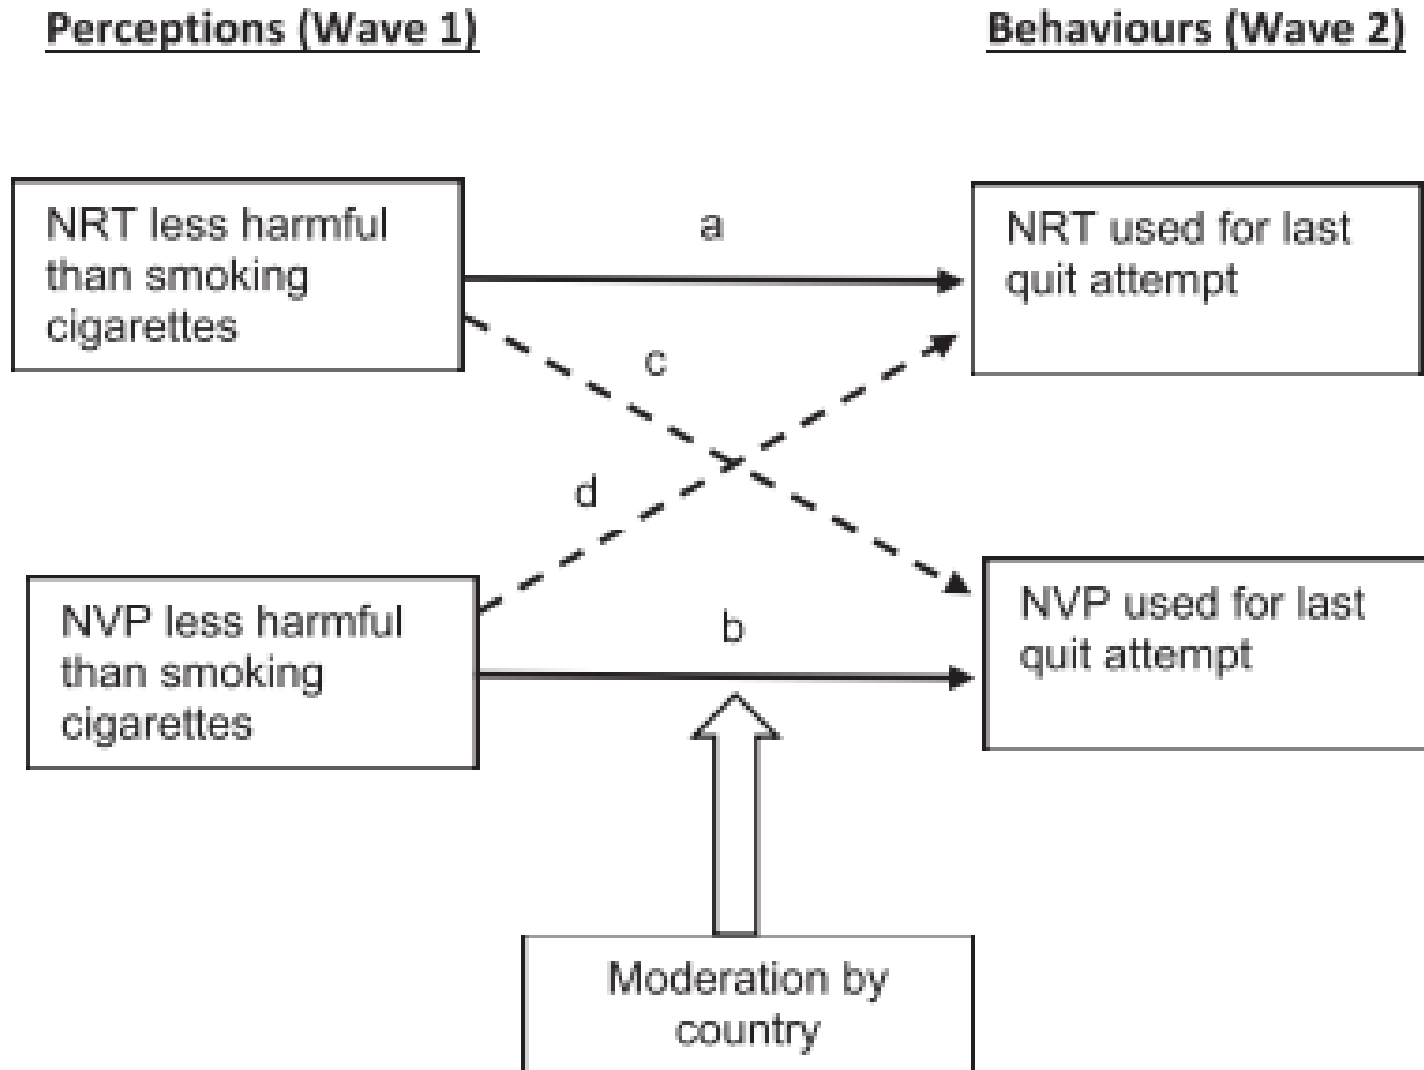 Perceptions (Wave 1)
Behaviours (Wave 2)
NRT less harmful
than smoking
cigarettes
a
NRT used for last
quit attempt
c
d
NVP less harmful
than smoking
cigarettes
b
NVP used for last
quit attempt
Moderation by
country